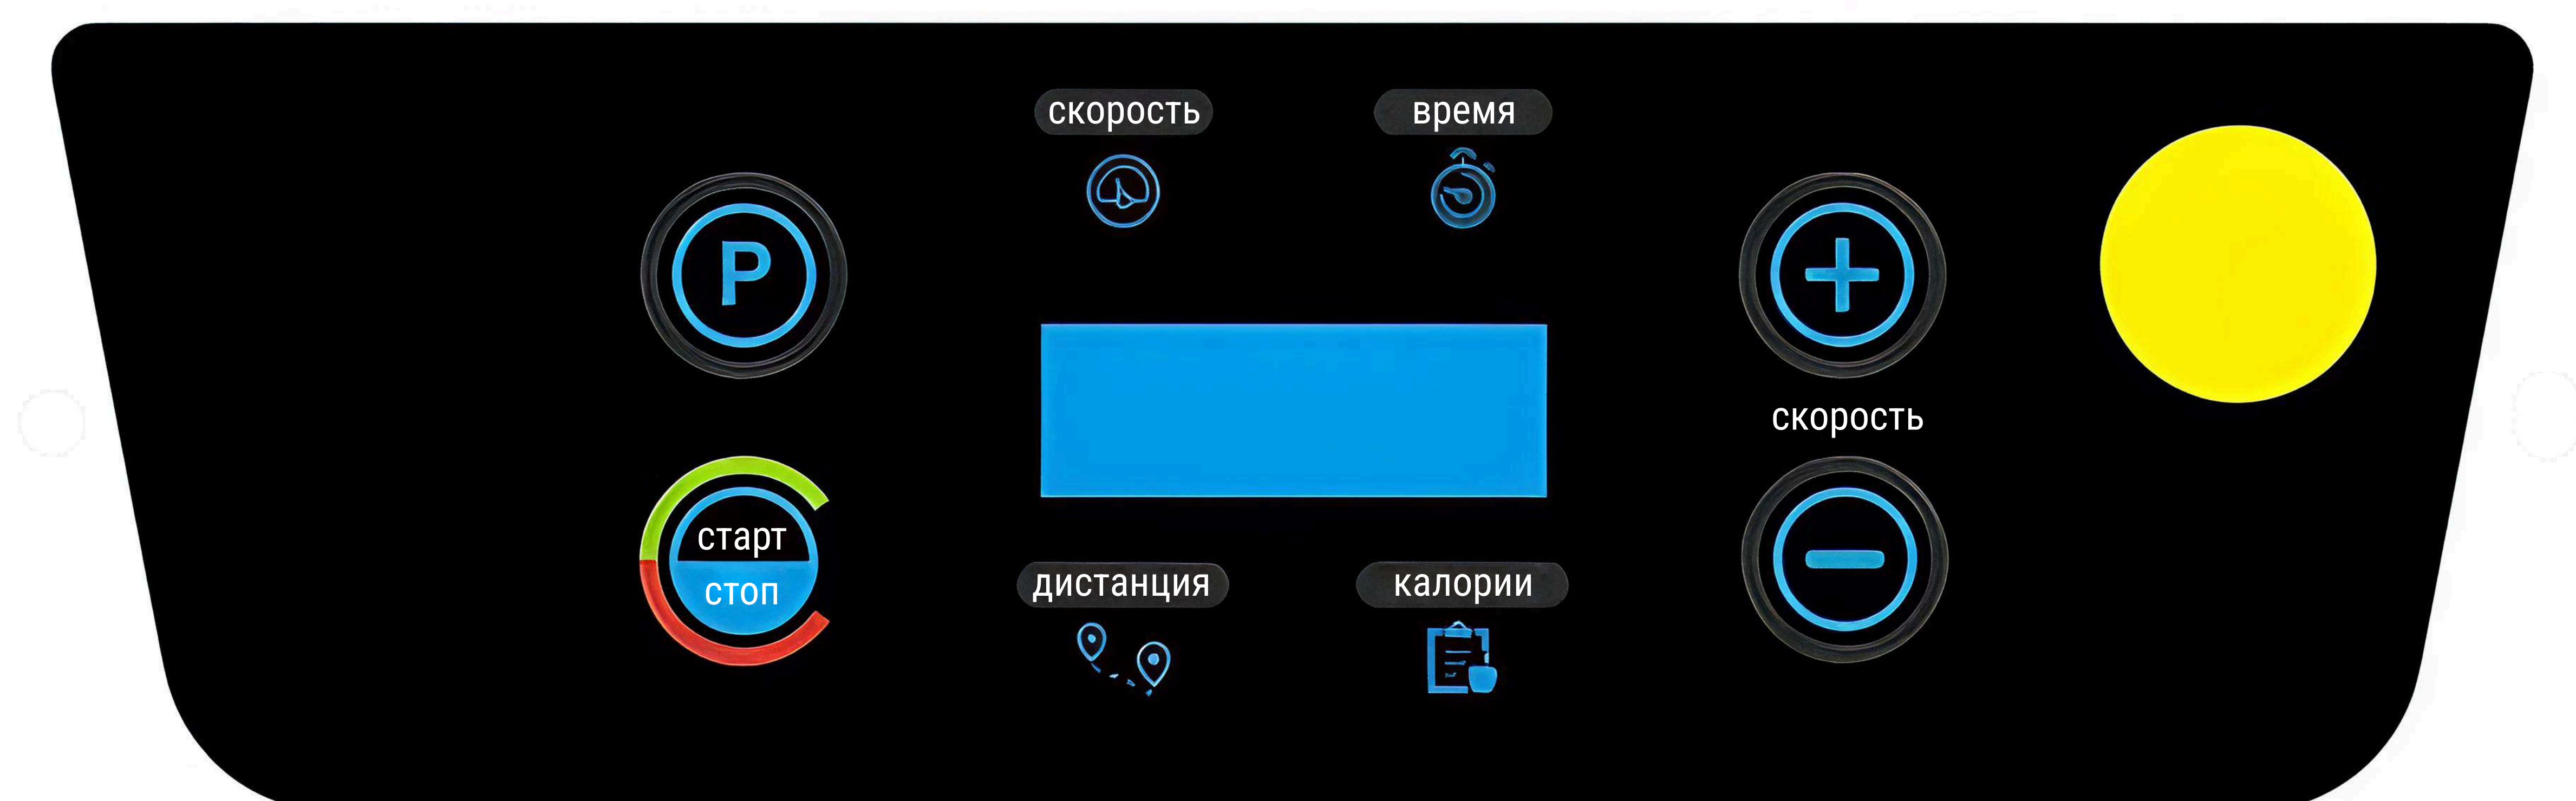 скорость
время
P
+
скорость
−
старт
стоп
дистанция
калории